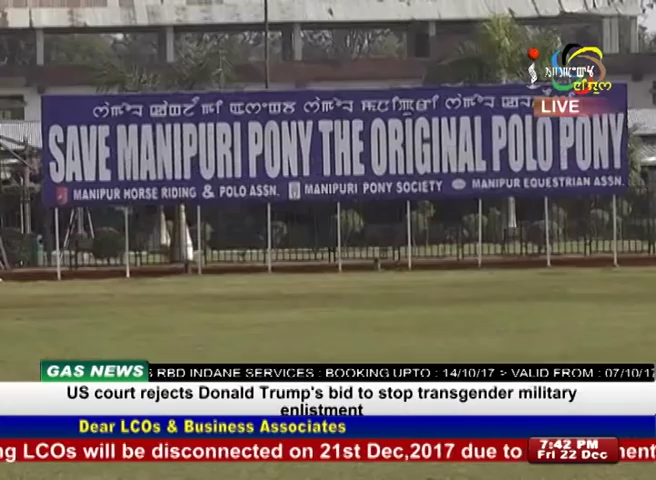 SAVE MANIPURI PONY THE ORIGINAL POLO PONY
MANIPUR HORSE RIDING & POLO ASSN. MANIPURI PONY SOCIETY MANIPUR EQUESTRIAN ASSN.
LIVE
GAS NEWS RBD INDANE SERVICES : BOOKING UPTO : 14/10/17 > VALID FROM : 07/10/17
US court rejects Donald Trump's bid to stop transgender military
enlistment
Dear LCOs & Business Associates
ng LCOs will be disconnected on 21st Dec,2017 due to
7:42 PM
Fri 22 Dec